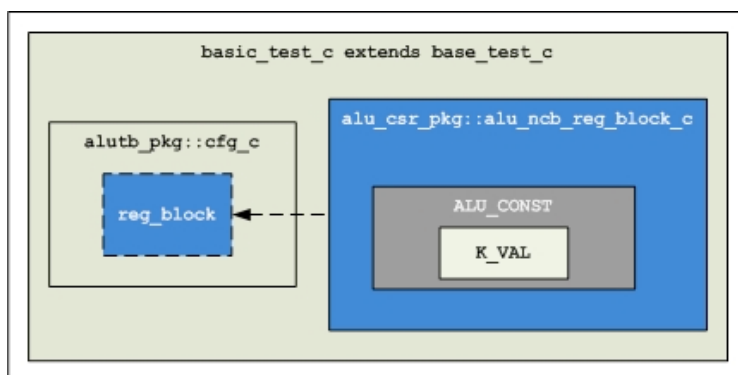 basic_test_c extends base_test_c
alutb_pkg::cfg_c
reg_block
alu_csr_pkg::alu_ncb_reg_block_c
ALU_CONST
K_VAL